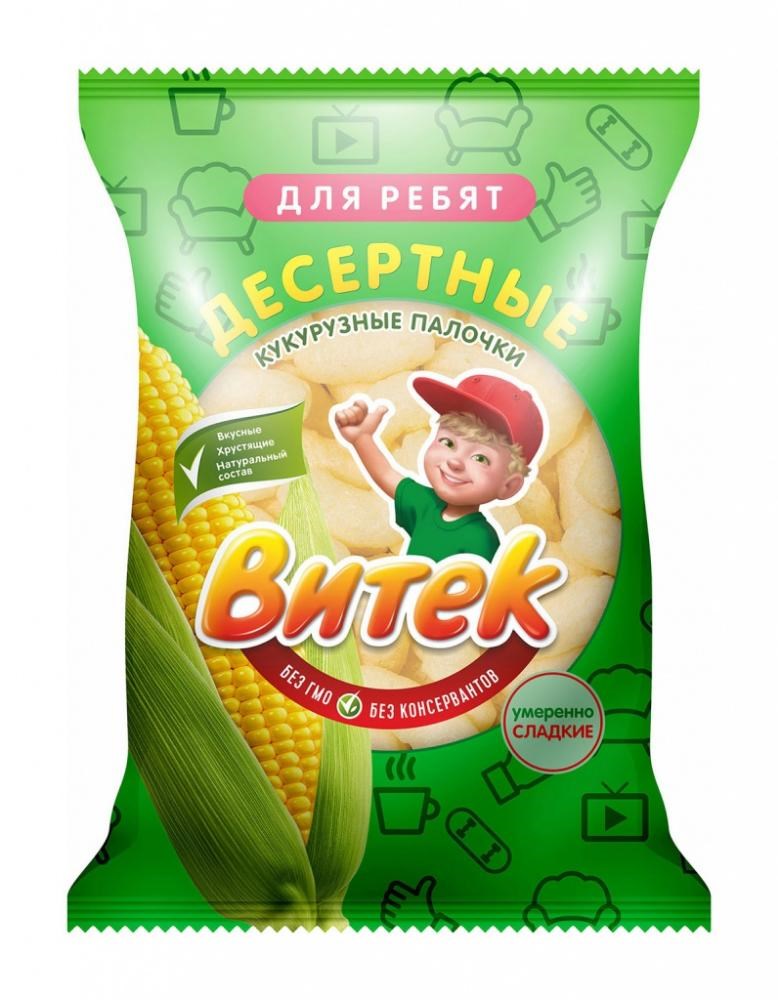 ДЛЯ РЕБЯТ
ДЕСЕРТНЫЕ
КУКУРУЗНЫЕ ПАЛОЧКИ
Вкусные
Хрустящие
Натуральный
состав
Витек
БЕЗ ГМО БЕЗ КОНСЕРВАНТОВ
умеренно
СЛАДКИЕ